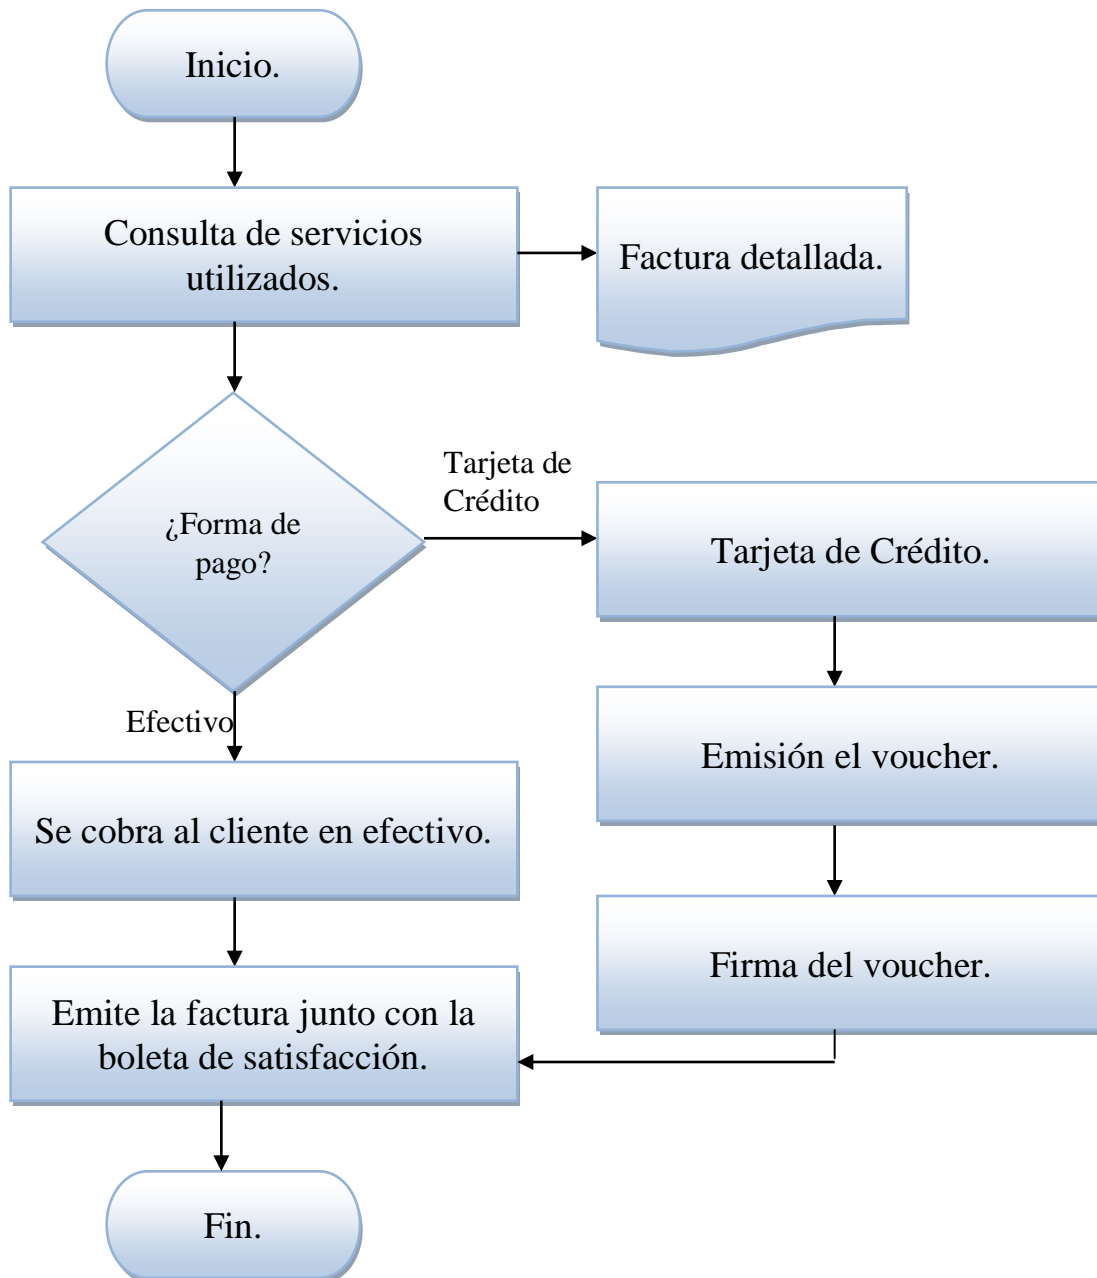 Inicio.
Consulta de servicios
utilizados.
Factura detallada.
¿Forma de
pago?
Tarjeta de
Crédito
Tarjeta de Crédito.
Efectivo
Emisión el voucher.
Se cobra al cliente en efectivo.
Firma del voucher.
Emite la factura junto con la
boleta de satisfacción.
Fin.